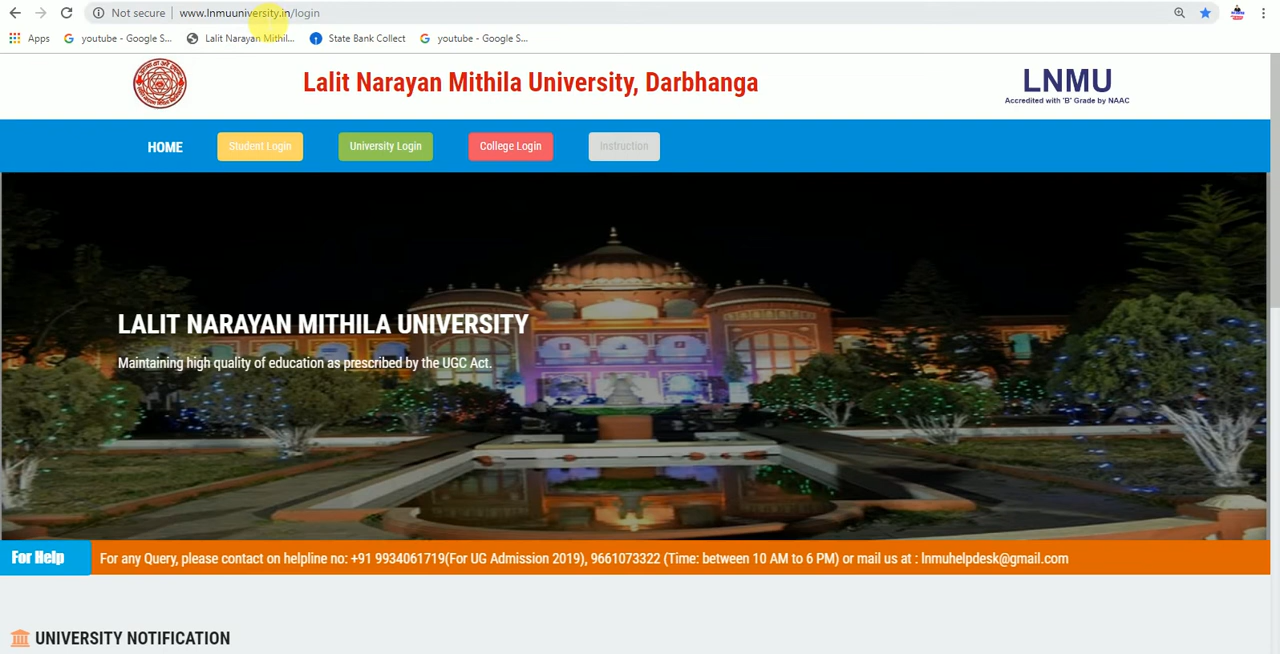 Not secure | www.lnmuuniversity.in/login
Apps youtube - Google S... Lalit Narayan Mithil... State Bank Collect youtube - Google S...
Lalit Narayan Mithila University, Darbhanga
LNMU
Accredited with 'B' Grade by NAAC
HOME Student Login University Login College Login Instruction
LALIT NARAYAN MITHILA UNIVERSITY
Maintaining high quality of education as prescribed by the UGC Act.
For Help For any Query, please contact on helpline no: +91 9934061719(For UG Admission 2019), 9661073322 (Time: between 10 AM to 6 PM) or mail us at : lnmuhelpdesk@gmail.com
UNIVERSITY NOTIFICATION